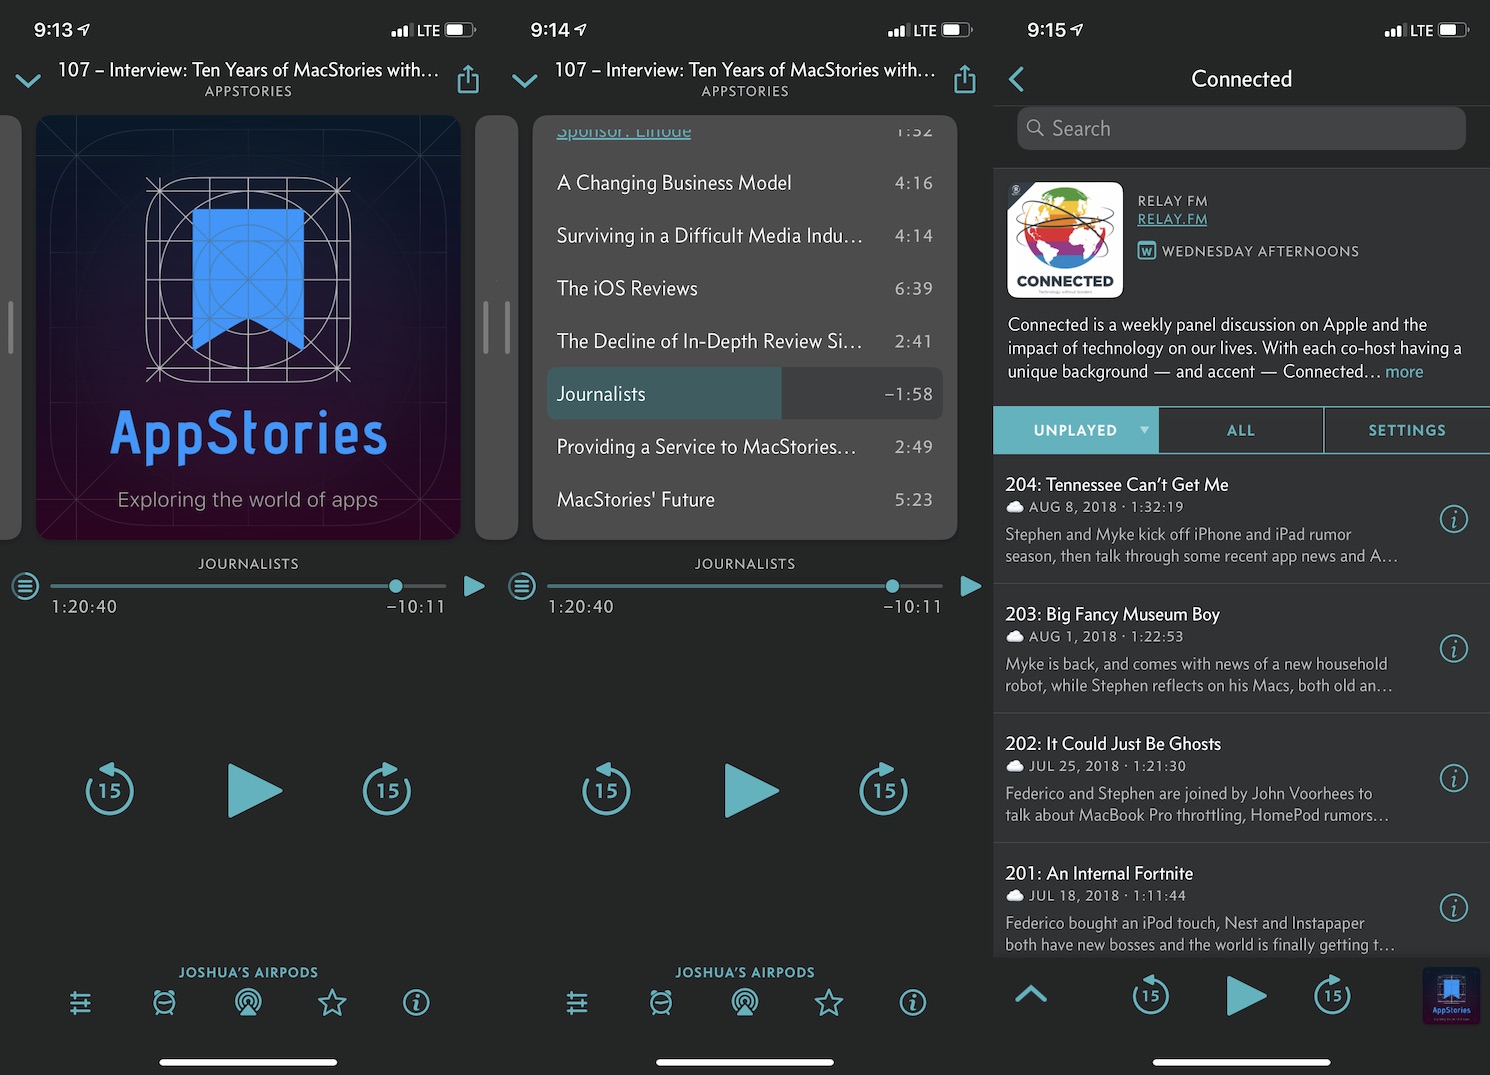 9:13
LTE
107 – Interview: Ten Years of MacStories with...
APPSTORIES
AppStories
Exploring the world of apps
JOURNALISTS
1:20:40
–10:11
15
15
JOSHUA'S AIRPODS
9:14
LTE
107 – Interview: Ten Years of MacStories with...
APPSTORIES
Sponsor: Linode 1:52
A Changing Business Model 4:16
Surviving in a Difficult Media Indu... 4:14
The iOS Reviews 6:39
The Decline of In-Depth Review Si... 2:41
Journalists –1:58
Providing a Service to MacStories... 2:49
MacStories' Future 5:23
JOURNALISTS
1:20:40
–10:11
15
15
JOSHUA'S AIRPODS
9:15
LTE
Connected
Search
CONNECTED
RELAY FM
RELAY.FM
W WEDNESDAY AFTERNOONS
Connected is a weekly panel discussion on Apple and the
impact of technology on our lives. With each co-host having a
unique background — and accent — Connected... more
UNPLAYED
ALL
SETTINGS
204: Tennessee Can't Get Me
AUG 8, 2018 · 1:32:19
Stephen and Myke kick off iPhone and iPad rumor
season, then talk through some recent app news and A...
203: Big Fancy Museum Boy
AUG 1, 2018 · 1:22:53
Myke is back, and comes with news of a new household
robot, while Stephen reflects on his Macs, both old an...
202: It Could Just Be Ghosts
JUL 25, 2018 · 1:21:30
Federico and Stephen are joined by John Voorhees to
talk about MacBook Pro throttling, HomePod rumors...
201: An Internal Fortnite
JUL 18, 2018 · 1:11:44
Federico bought an iPod touch, Nest and Instapaper
both have new bosses and the world is finally getting t...
15
15
AppStories